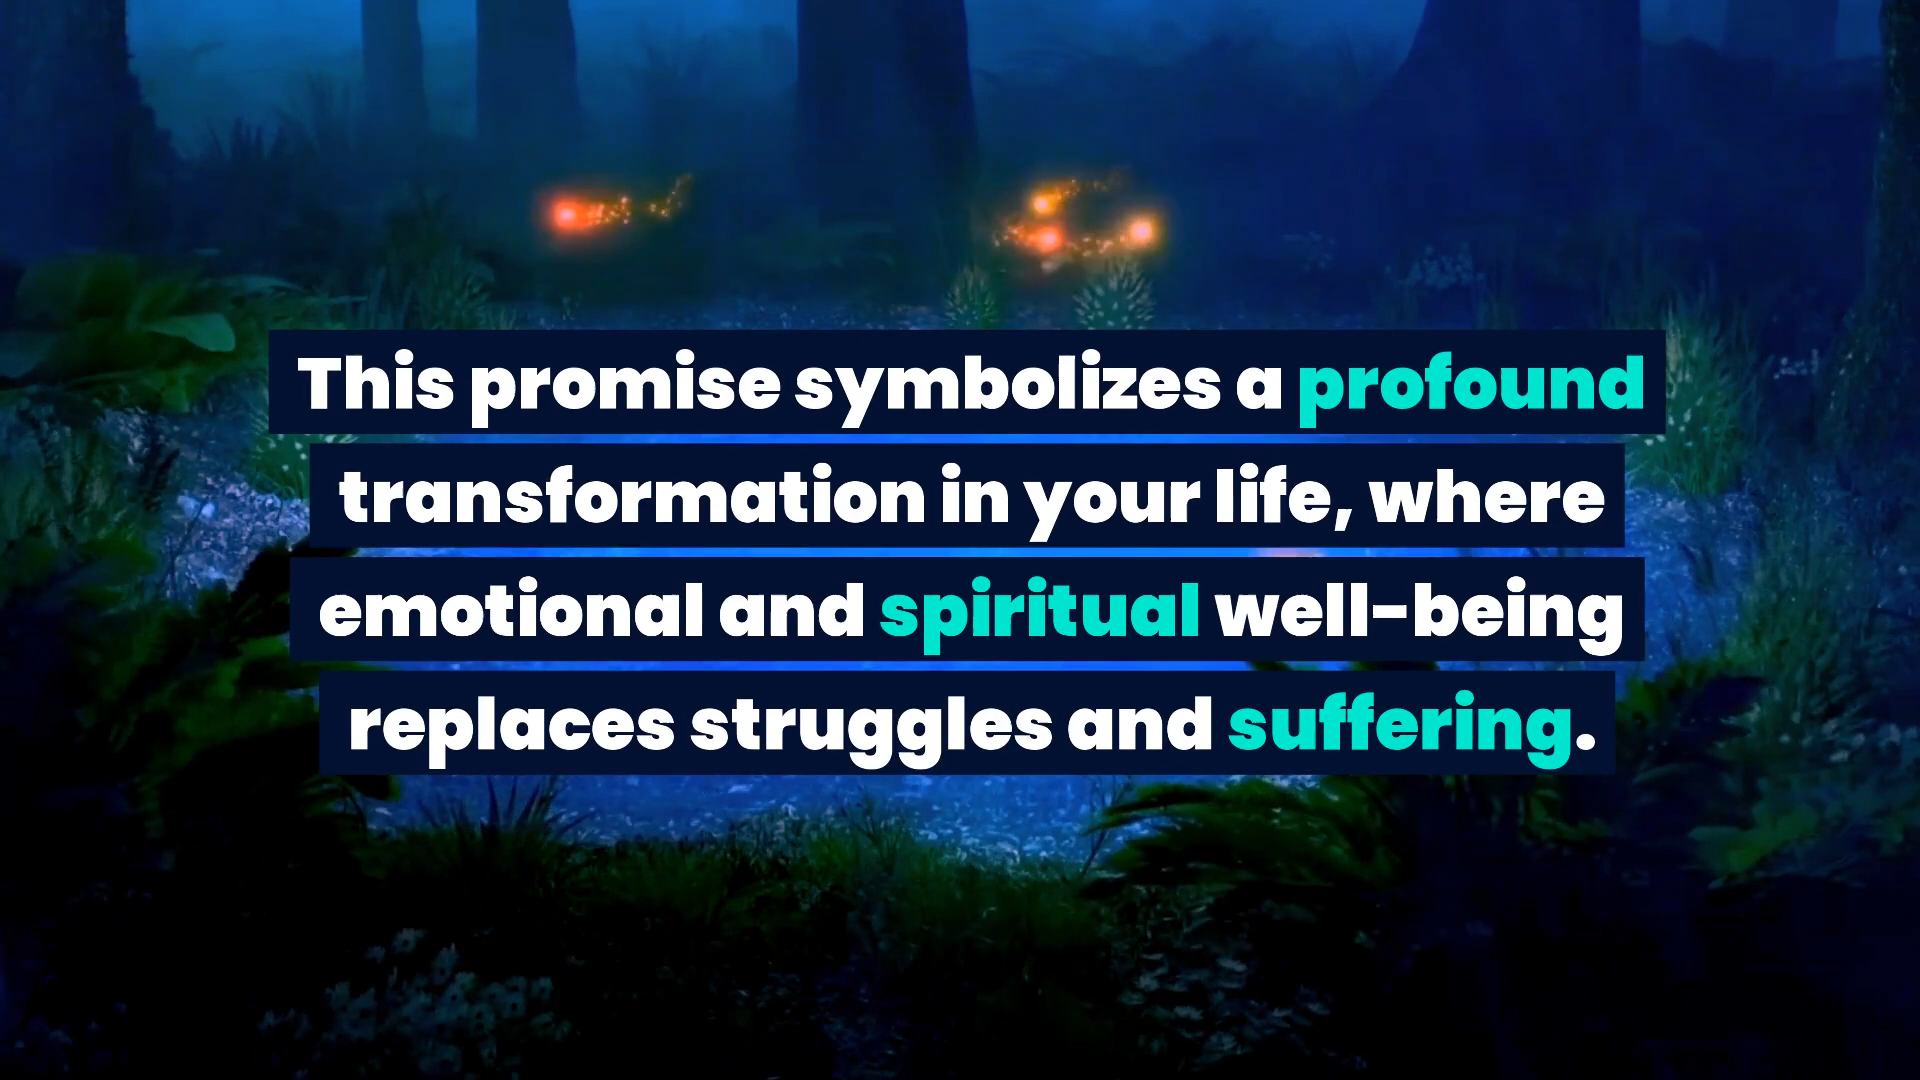 This promise symbolizes a profound
transformation in your life, where
emotional and spiritual well-being
replaces struggles and suffering.